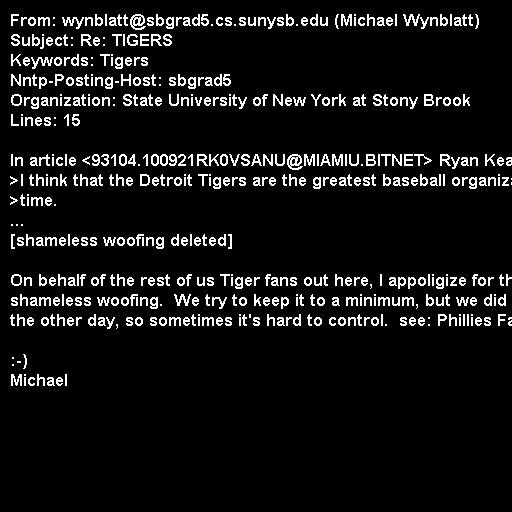 From: wynblatt@sbgrad5.cs.sunysb.edu (Michael Wynblatt)
Subject: Re: TIGERS
Keywords: Tigers
Nntp-Posting-Host: sbgrad5
Organization: State University of New York at Stony Brook
Lines: 15

In article <93104.100921RK0VSANU@MIAMIU.BITNET> Ryan Kea
>I think that the Detroit Tigers are the greatest baseball organiz
>time.
...
[shameless woofing deleted]

On behalf of the rest of us Tiger fans out here, I appoligize for th
shameless woofing.  We try to keep it to a minimum, but we did
the other day, so sometimes it's hard to control.  see: Phillies Fa

:-)
Michael